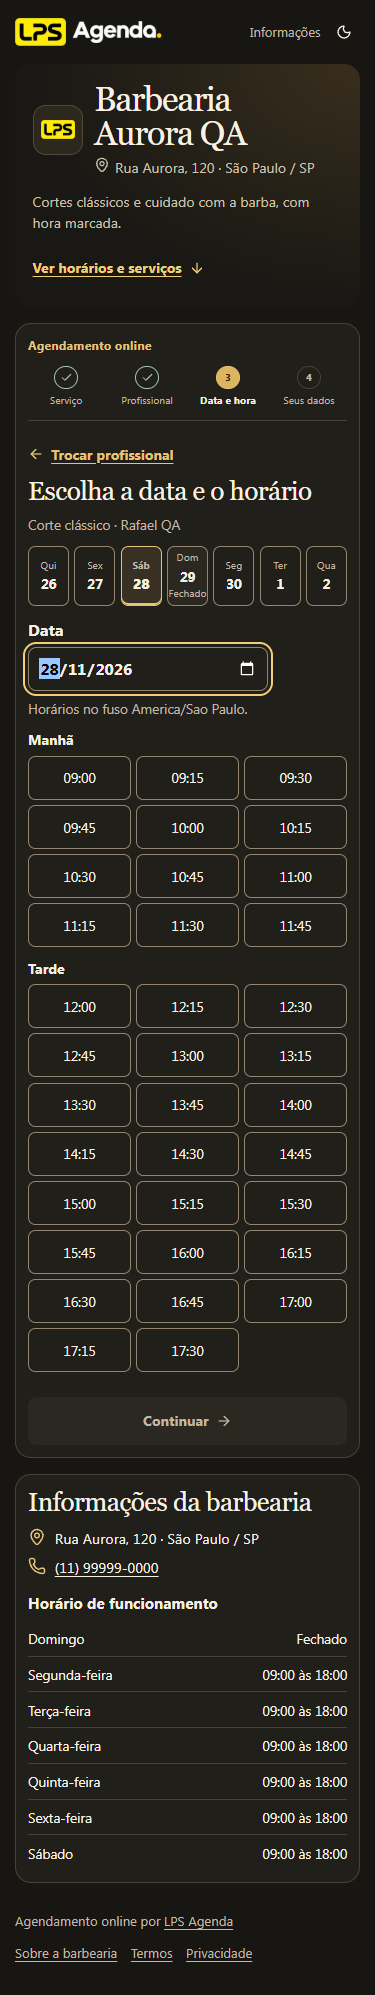 LPS Agenda.
Informações
LPS
Barbearia
Aurora QA
Rua Aurora, 120 · São Paulo / SP
Cortes clássicos e cuidado com a barba, com
hora marcada.
Ver horários e serviços
Agendamento online
3
4
Serviço
Profissional
Data e hora
Seus dados
Trocar profissional
Escolha a data e o horário
Corte clássico · Rafael QA
Qui
26
Sex
27
Sáb
28
Dom
29
Fechado
Seg
30
Ter
1
Qua
2
Data
28/11/2026
Horários no fuso America/Sao Paulo.
Manhã
09:00 09:15 09:30
09:45 10:00 10:15
10:30 10:45 11:00
11:15 11:30 11:45
Tarde
12:00 12:15 12:30
12:45 13:00 13:15
13:30 13:45 14:00
14:15 14:30 14:45
15:00 15:15 15:30
15:45 16:00 16:15
16:30 16:45 17:00
17:15 17:30
Continuar
Informações da barbearia
Rua Aurora, 120 · São Paulo / SP
(11) 99999-0000
Horário de funcionamento
Domingo Fechado
Segunda-feira 09:00 às 18:00
Terça-feira 09:00 às 18:00
Quarta-feira 09:00 às 18:00
Quinta-feira 09:00 às 18:00
Sexta-feira 09:00 às 18:00
Sábado 09:00 às 18:00
Agendamento online por LPS Agenda
Sobre a barbearia Termos Privacidade